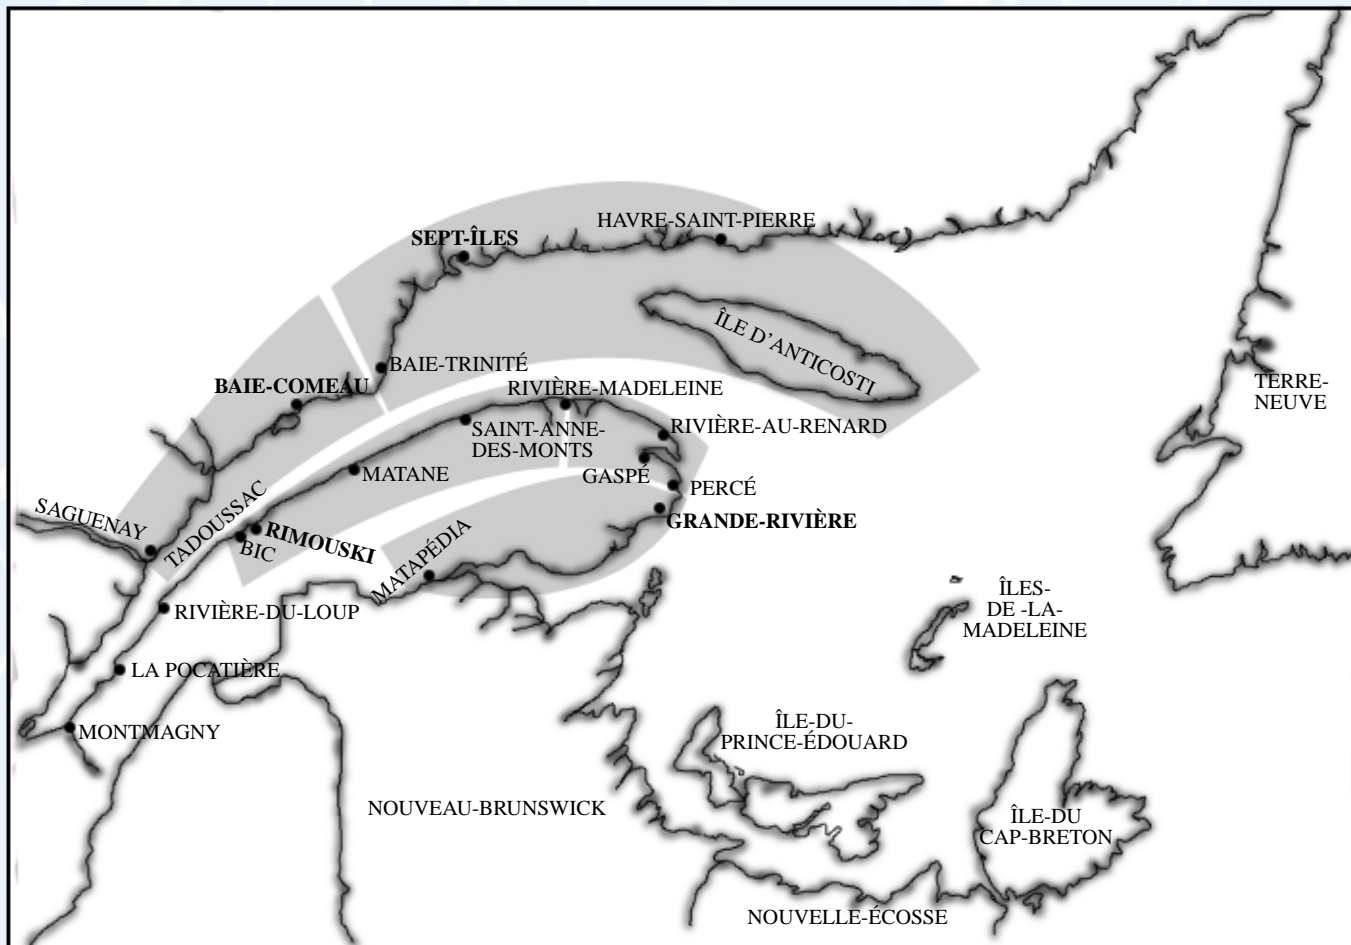 HAVRE-SAINT-PIERRE
SEPT-ÎLES
ÎLE D'ANTICOSTI
BAIE-TRINITÉ
BAIE-COMEAU
RIVIÈRE-MADELEINE
TERRE-
NEUVE
SAINT-ANNE-
DES-MONTS
RIVIÈRE-AU-RENARD
MATANE
GASPÉ
PERCÉ
SAGUENAY
TADOUSSAC
GRANDE-RIVIÈRE
RIMOUSKI
BIC
MATAPÉDIA
RIVIÈRE-DU-LOUP
ÎLES-
DE -LA-
MADELEINE
LA POCATIÈRE
MONTMAGNY
ÎLE-DU-
PRINCE-ÉDOUARD
NOUVEAU-BRUNSWICK
ÎLE-DU
CAP-BRETON
NOUVELLE-ÉCOSSE